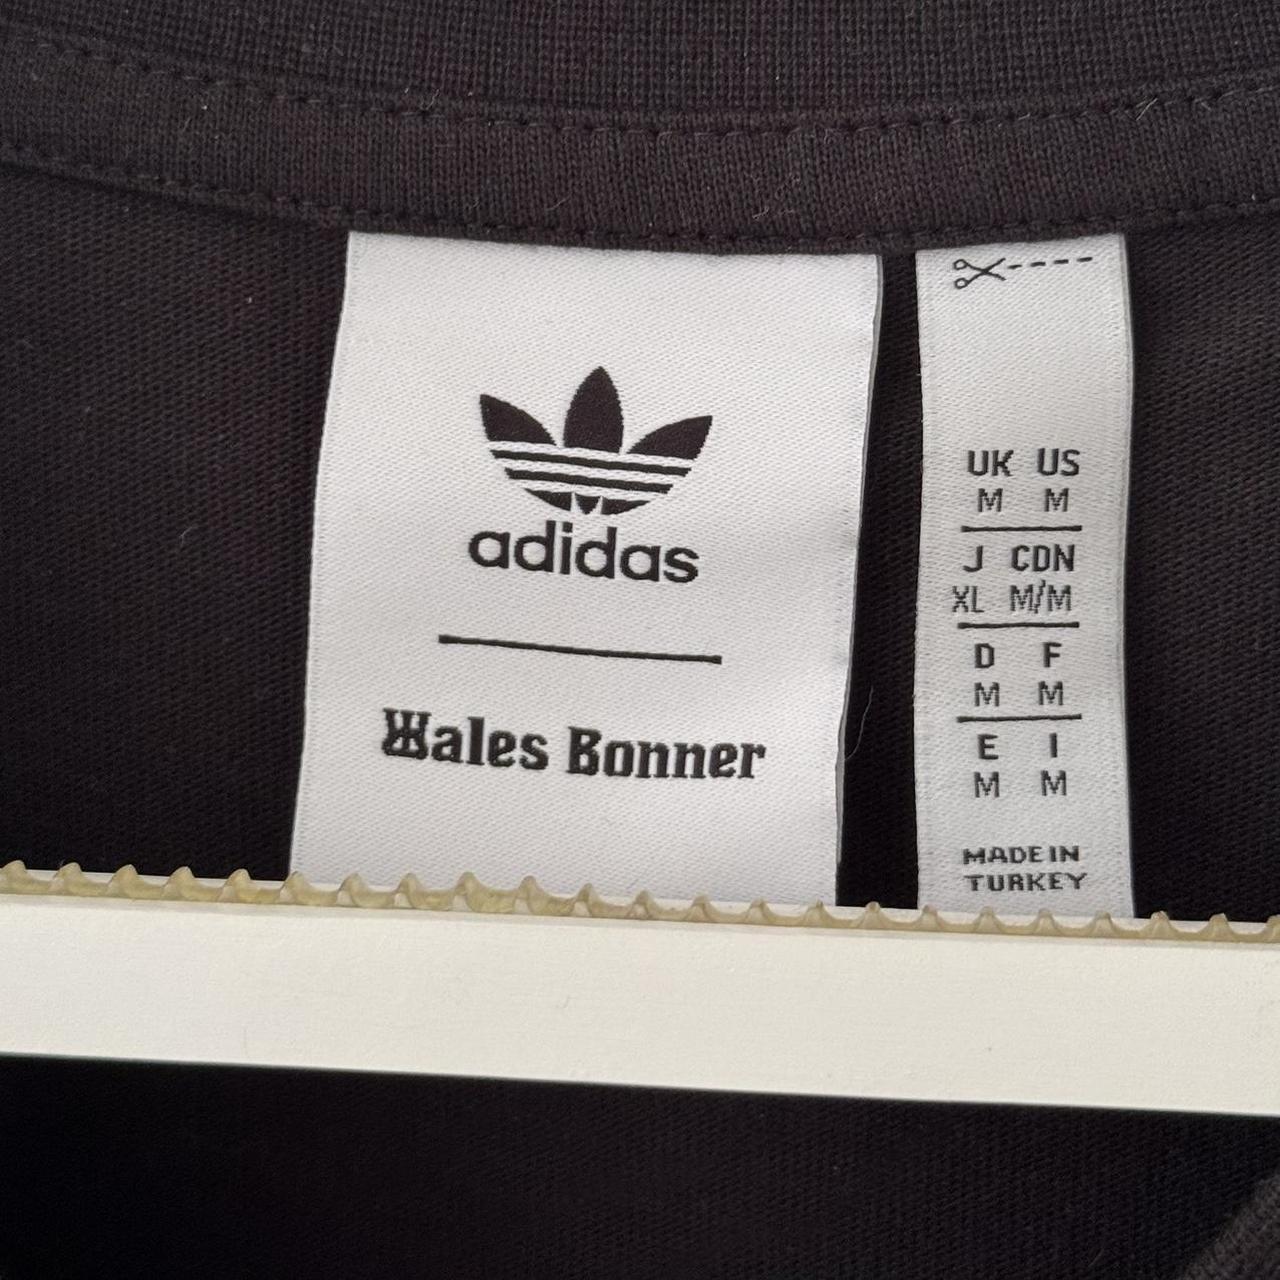 adidas
Wales Bonner
UK US
M M
J CDN
XL M/M
D F
M M
E I
M M
MADE IN
TURKEY